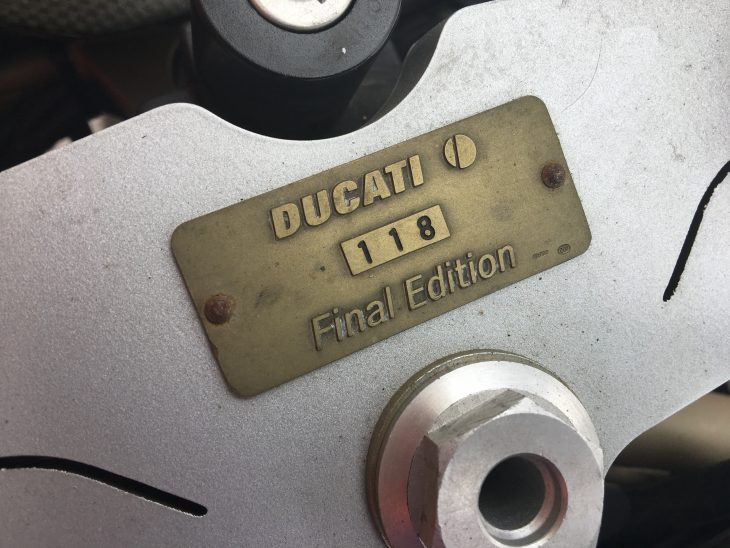 DUCATI
118
Final Edition